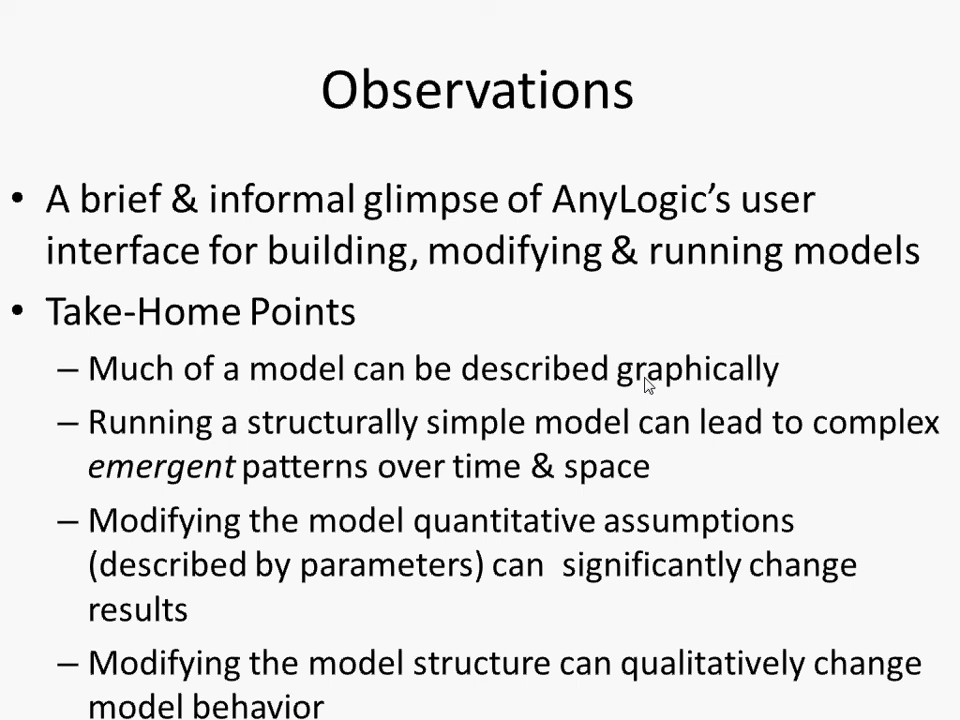 Observations
• A brief & informal glimpse of AnyLogic’s user
interface for building, modifying & running models
• Take-Home Points
– Much of a model can be described graphically
– Running a structurally simple model can lead to complex
emergent patterns over time & space
– Modifying the model quantitative assumptions
(described by parameters) can  significantly change
results
– Modifying the model structure can qualitatively change
model behavior